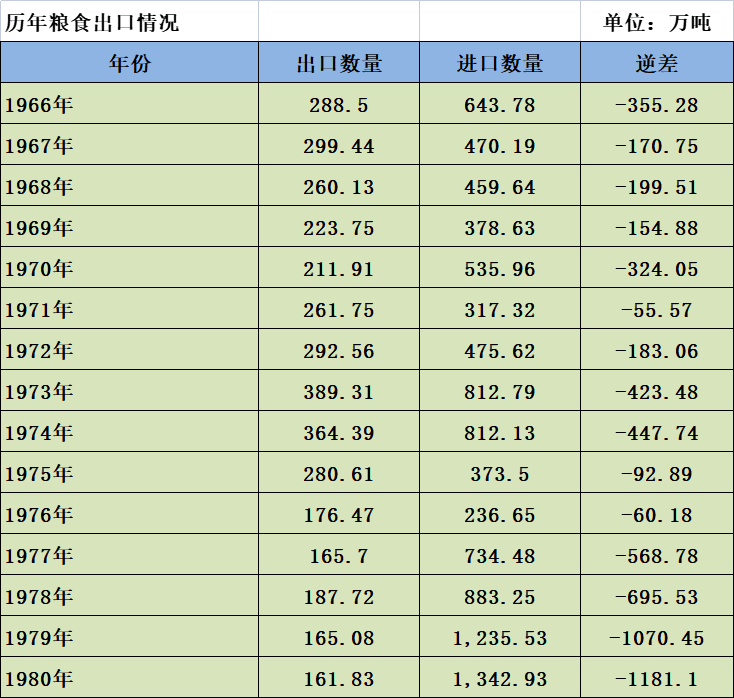 历年粮食出口情况 单位：万吨
年份 出口数量 进口数量 逆差
1966年 288.5 643.78 -355.28
1967年 299.44 470.19 -170.75
1968年 260.13 459.64 -199.51
1969年 223.75 378.63 -154.88
1970年 211.91 535.96 -324.05
1971年 261.75 317.32 -55.57
1972年 292.56 475.62 -183.06
1973年 389.31 812.79 -423.48
1974年 364.39 812.13 -447.74
1975年 280.61 373.5 -92.89
1976年 176.47 236.65 -60.18
1977年 165.7 734.48 -568.78
1978年 187.72 883.25 -695.53
1979年 165.08 1,235.53 -1070.45
1980年 161.83 1,342.93 -1181.1